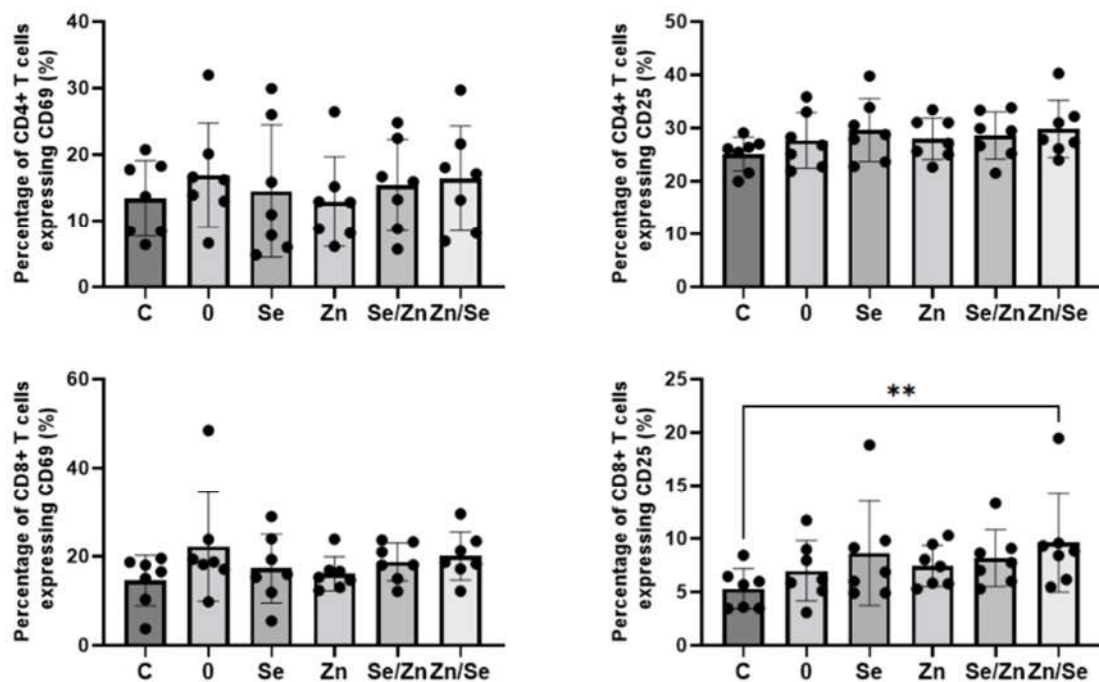 Percentage of CD4+ T cells
expressing CD69 (%)
40
30
20
10
0
C 0 Se Zn Se/Zn Zn/Se
Percentage of CD4+ T cells
expressing CD25 (%)
50
40
30
20
10
0
C 0 Se Zn Se/Zn Zn/Se
Percentage of CD8+ T cells
expressing CD69 (%)
60
40
20
0
C 0 Se Zn Se/Zn Zn/Se
Percentage of CD8+ T cells
expressing CD25 (%)
25
20
15
10
5
0
**
C 0 Se Zn Se/Zn Zn/Se